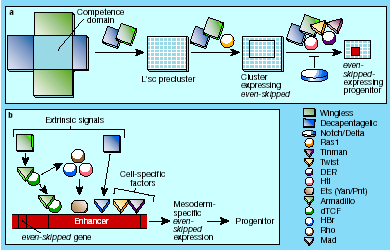 a
Competence
domain
L'sc precluster
Cluster
expressing
even-skipped
even-skipped-
expressing
progenitor
b
Extrinsic signals
Cell-specific
factors
Enhancer
even-skipped gene
Mesoderm-
specific
even-
skipped
expression
Progenitor
Wingless
Decapentaplegic
Notch/Delta
Ras1
Tinman
Twist
DER
Htl
Ets (Yan/Pnt)
Armadillo
dTCF
HBr
Rho
Mad